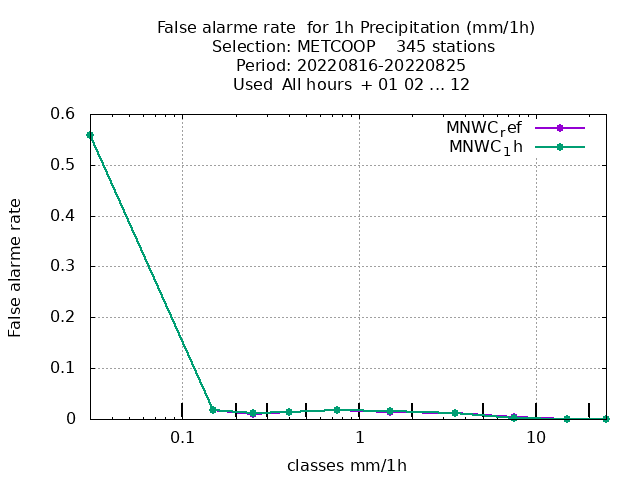 False alarme rate  for 1h Precipitation (mm/1h)
Selection: METCOOP    345 stations
Period: 20220816-20220825
Used  All hours  + 01 02 ... 12
MNWC_ref
MNWC_1h
False alarme rate
0.6
0.5
0.4
0.3
0.2
0.1
0
0.1 1 10
classes mm/1h